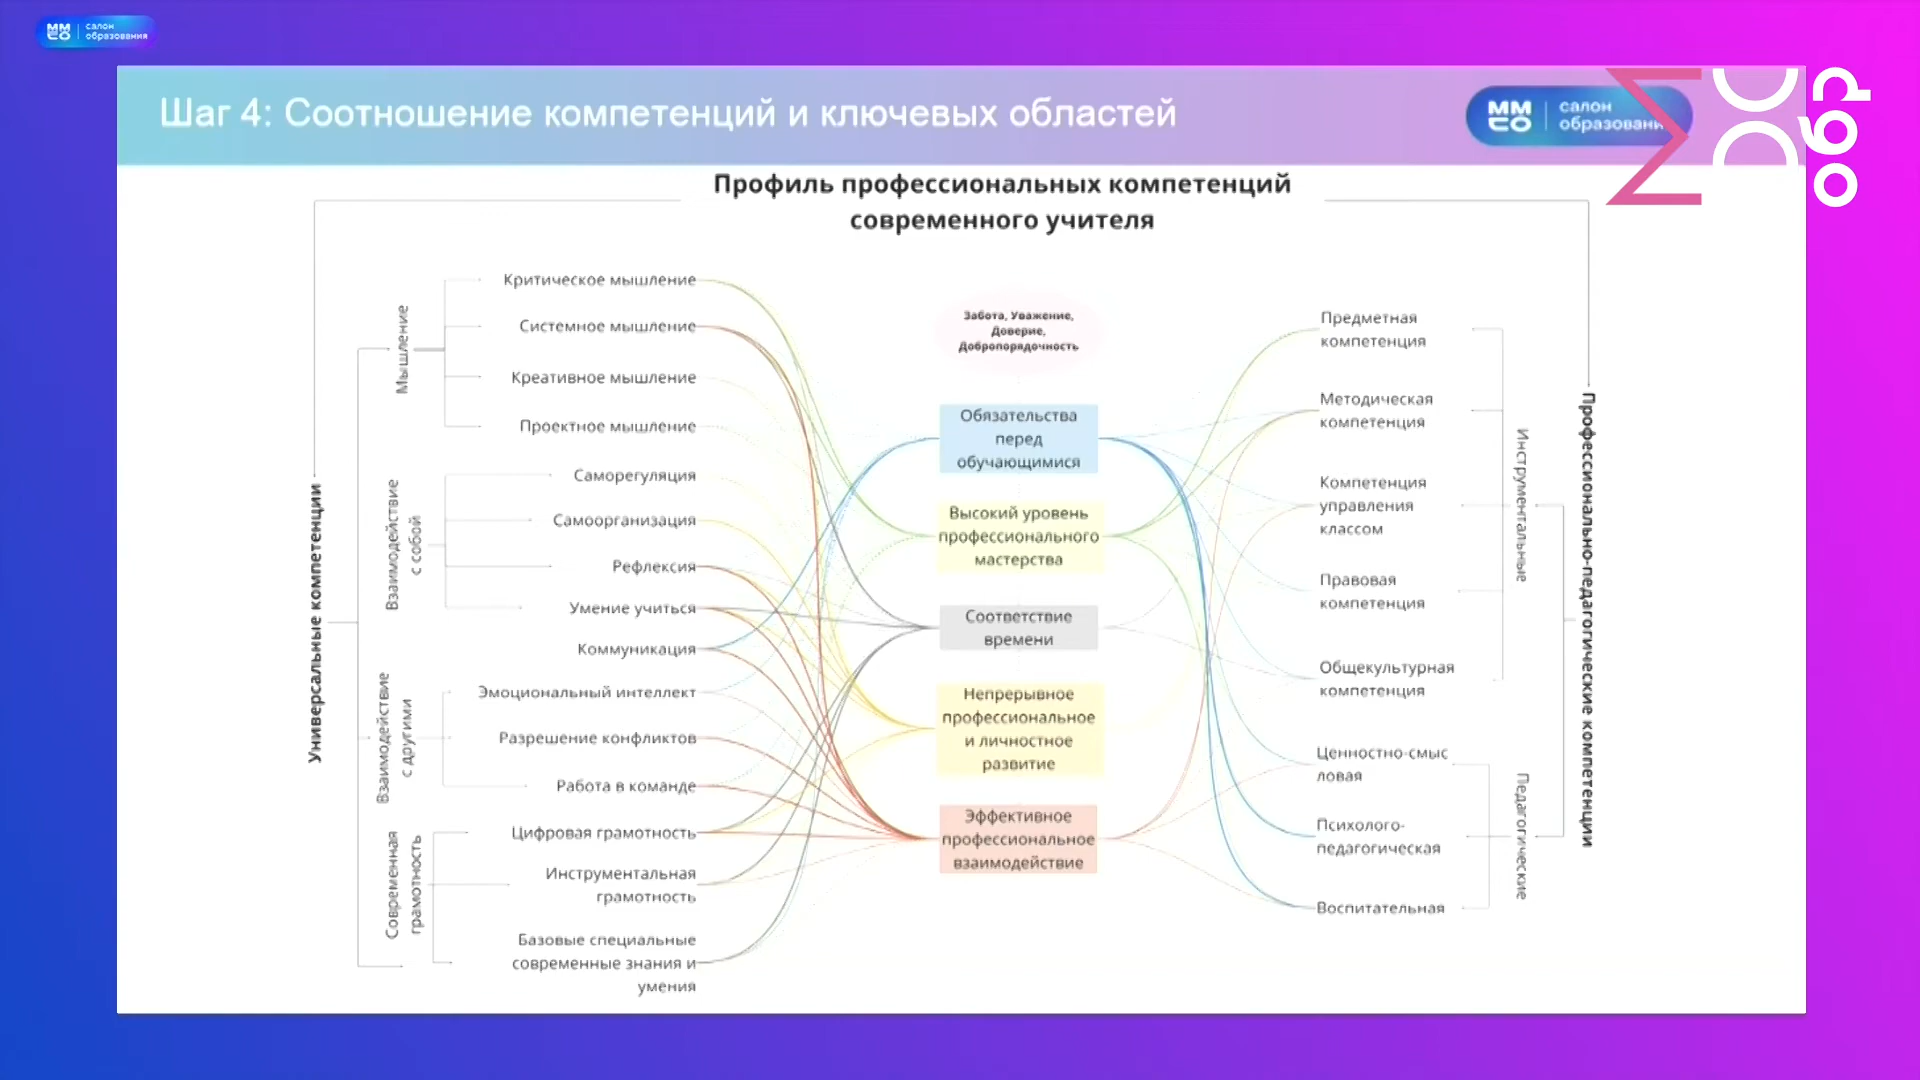 ММСО
салон
образования
Шаг 4: Соотношение компетенций и ключевых областей
ММСО
салон
образовани
обр
Профиль профессиональных компетенций
современного учителя
Универсальные компетенции
Мышление
Критическое мышление
Системное мышление
Креативное мышление
Проектное мышление
Взаимодействие
с собой
Саморегуляция
Самоорганизация
Рефлексия
Умение учиться
Коммуникация
Взаимодействие
с другими
Эмоциональный интеллект
Разрешение конфликтов
Работа в команде
Современная
грамотность
Цифровая грамотность
Инструментальная
грамотность
Базовые специальные
современные знания и
умения
Забота, Уважение,
Доверие,
Добропорядочность
Обязательства
перед
обучающимися
Высокий уровень
профессионального
мастерства
Соответствие
времени
Непрерывное
профессиональное
и личностное
развитие
Эффективное
профессиональное
взаимодействие
Предметная
компетенция
Методическая
компетенция
Компетенция
управления
классом
Правовая
компетенция
Общекультурная
компетенция
Ценностно-смыс
ловая
Психолого-
педагогическая
Воспитательная
Инструментальные
Педагогические
Профессионально-педагогические компетенции